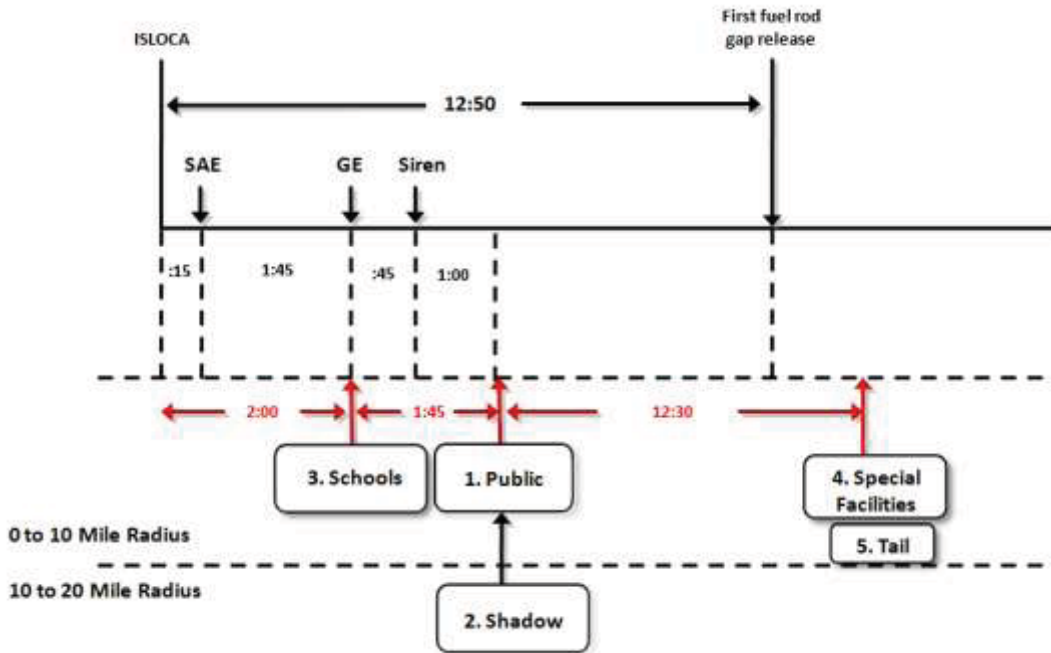 First fuel rod
gap release
ISLOCA
12:50
SAE
GE
Siren
:15
1:45
:45
1:00
2:00
1:45
12:30
3. Schools
1. Public
4. Special
Facilities
5. Tail
0 to 10 Mile Radius
10 to 20 Mile Radius
2. Shadow